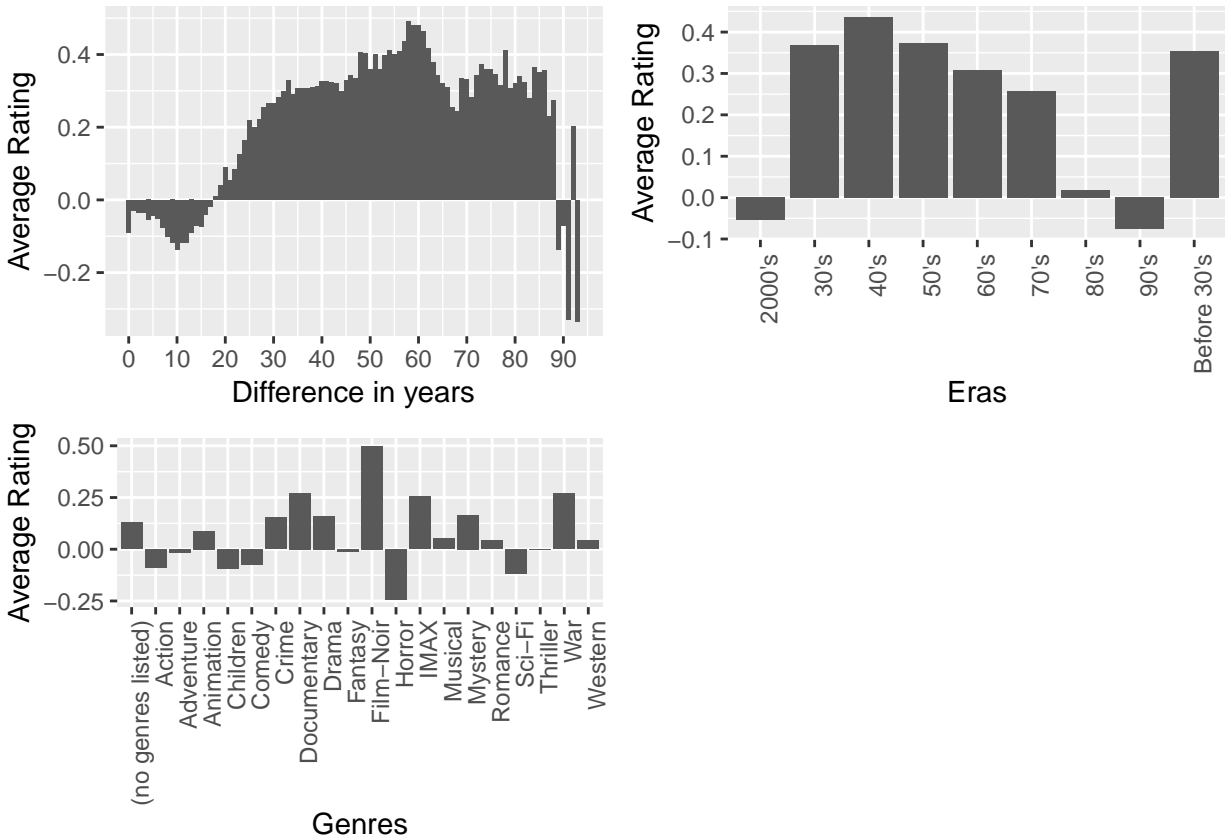 Average Rating
0.4
0.2
0.0
−0.2
0 10 20 30 40 50 60 70 80 90
Difference in years
Average Rating
0.4
0.3
0.2
0.1
0.0
−0.1
2000's
30's
40's
50's
60's
70's
80's
90's
Before 30's
Eras
Average Rating
0.50
0.25
0.00
−0.25
(no genres listed)
Action
Adventure
Animation
Children
Comedy
Crime
Documentary
Drama
Fantasy
Film−Noir
Horror
IMAX
Musical
Mystery
Romance
Sci−Fi
Thriller
War
Western
Genres